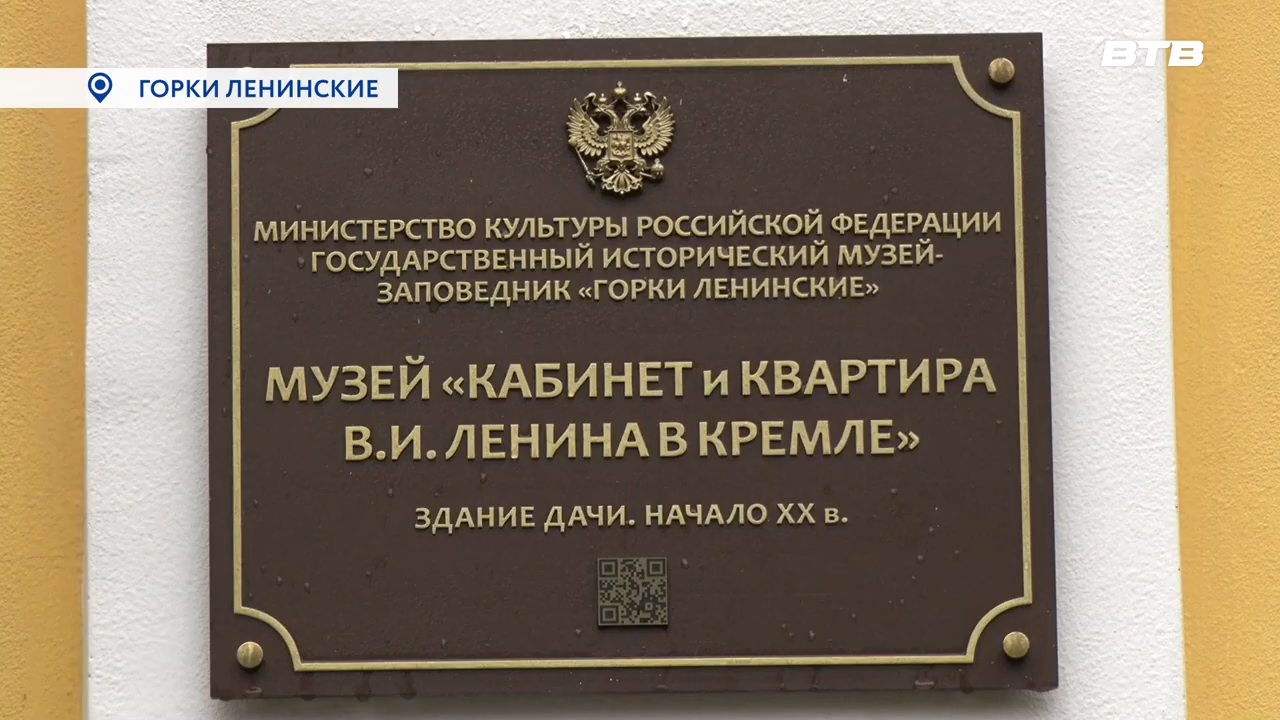 ВТВ
ГОРКИ ЛЕНИНСКИЕ
МИНИСТЕРСТВО КУЛЬТУРЫ РОССИЙСКОЙ ФЕДЕРАЦИИ
ГОСУДАРСТВЕННЫЙ ИСТОРИЧЕСКИЙ МУЗЕЙ-
ЗАПОВЕДНИК «ГОРКИ ЛЕНИНСКИЕ»
МУЗЕЙ «КАБИНЕТ и КВАРТИРА
В.И. ЛЕНИНА В КРЕМЛЕ»
ЗДАНИЕ ДАЧИ. НАЧАЛО XX в.